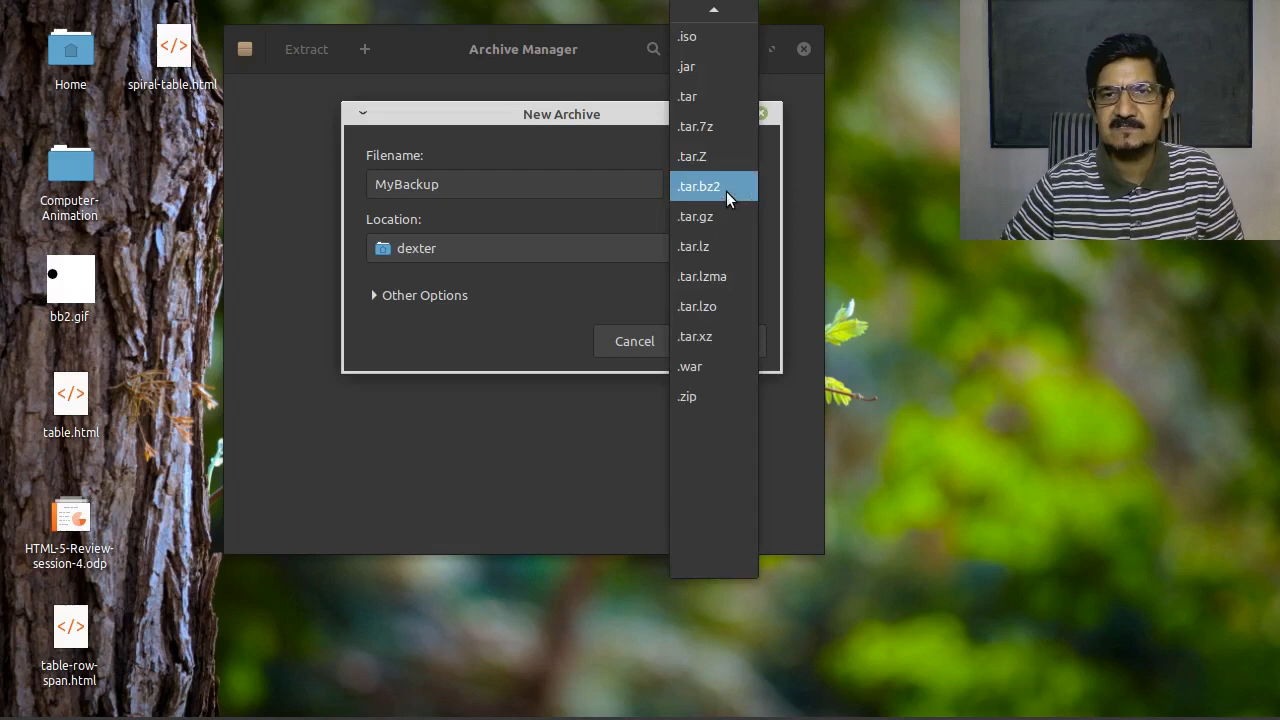 Home
spiral-table.html
Computer-
Animation
bb2.gif
table.html
HTML-5-Review-
session-4.odp
table-row-
span.html
Extract
+
Archive Manager
New Archive
Filename:
MyBackup
Location:
dexter
Other Options
Cancel
.iso
.jar
.tar
.tar.7z
.tar.Z
.tar.bz2
.tar.gz
.tar.lz
.tar.lzma
.tar.lzo
.tar.xz
.war
.zip